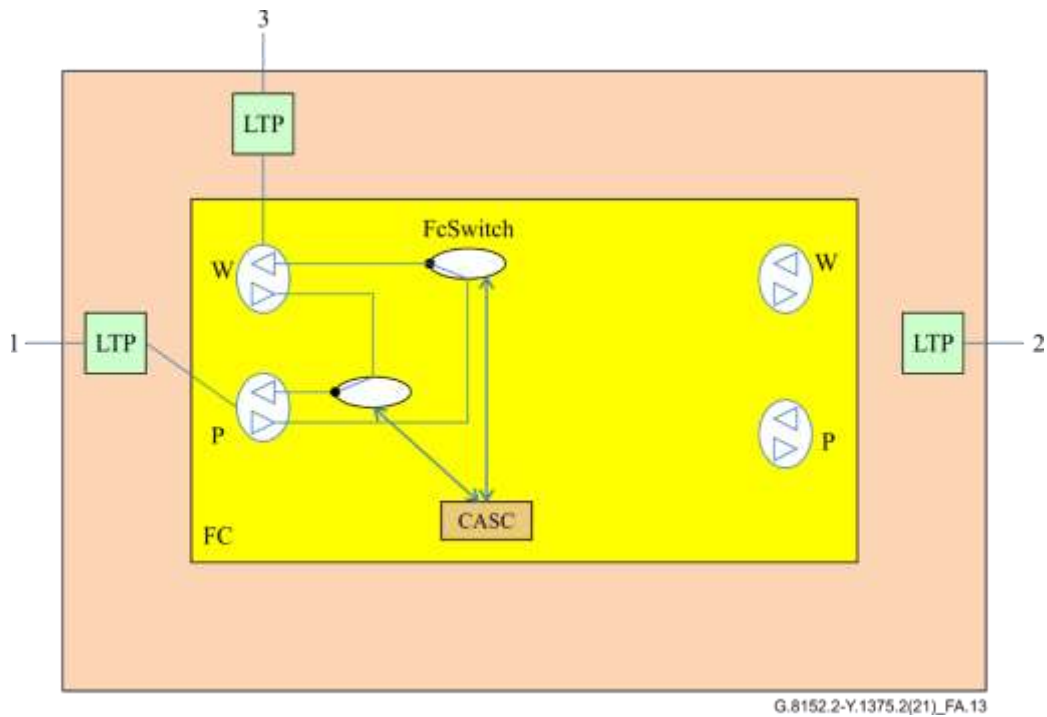 3
LTP
FcSwitch
W
W
1
LTP
LTP
2
P
P
CASC
FC
G.8152.2-Y.1375.2(21)_FA.13